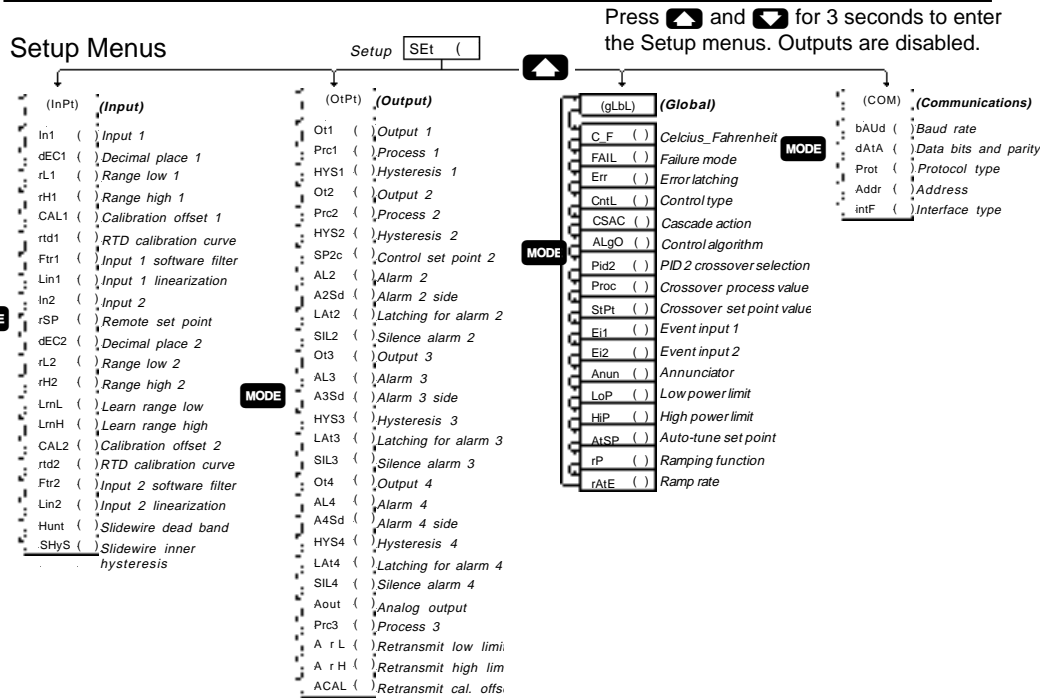 Press and for 3 seconds to enter
the Setup menus. Outputs are disabled.
Setup Menus
Setup SEt (
(InPt) (Input)
In1 ( ) Input 1
dEC1 ( ) Decimal place 1
rL1 ( ) Range low 1
rH1 ( ) Range high 1
CAL1 ( ) Calibration offset 1
rtd1 ( ) RTD calibration curve
Ftr1 ( ) Input 1 software filter
Lin1 ( ) Input 1 linearization
In2 ( ) Input 2
rSP ( ) Remote set point
dEC2 ( ) Decimal place 2
rL2 ( ) Range low 2
rH2 ( ) Range high 2
LrnL ( ) Learn range low
LrnH ( ) Learn range high
CAL2 ( ) Calibration offset 2
rtd2 ( ) RTD calibration curve
Ftr2 ( ) Input 2 software filter
Lin2 ( ) Input 2 linearization
Hunt ( ) Slidewire dead band
SHyS ( ) Slidewire inner
hysteresis
MODE
(OtPt) (Output)
Ot1 ( ) Output 1
Prc1 ( ) Process 1
HYS1 ( ) Hysteresis 1
Ot2 ( ) Output 2
Prc2 ( ) Process 2
HYS2 ( ) Hysteresis 2
SP2c ( ) Control set point 2
AL2 ( ) Alarm 2
A2Sd ( ) Alarm 2 side
LAt2 ( ) Latching for alarm 2
SIL2 ( ) Silence alarm 2
Ot3 ( ) Output 3
AL3 ( ) Alarm 3
A3Sd ( ) Alarm 3 side
HYS3 ( ) Hysteresis 3
LAt3 ( ) Latching for alarm 3
SIL3 ( ) Silence alarm 3
Ot4 ( ) Output 4
AL4 ( ) Alarm 4
A4Sd ( ) Alarm 4 side
HYS4 ( ) Hysteresis 4
LAt4 ( ) Latching for alarm 4
SIL4 ( ) Silence alarm 4
Aout ( ) Analog output
Prc3 ( ) Process 3
A r L ( ) Retransmit low limi
A r H ( ) Retransmit high lim
ACAL ( ) Retransmit cal. offs
MODE
(gLbL) (Global)
C_F ( ) Celcius_Fahrenheit
FAIL ( ) Failure mode
Err ( ) Error latching
CntL ( ) Control type
CSAC ( ) Cascade action
ALgO ( ) Control algorithm
Pid2 ( ) PID 2 crossover selection
Proc ( ) Crossover process value
StPt ( ) Crossover set point value
Ei1 ( ) Event input 1
Ei2 ( ) Event input 2
Anun ( ) Annunciator
LoP ( ) Low power limit
HiP ( ) High power limit
AtSP ( ) Auto-tune set point
rP ( ) Ramping function
rAtE ( ) Ramp rate
MODE
(COM) (Communications)
bAUd ( ) Baud rate
dAtA ( ) Data bits and parity
Prot ( ) Protocol type
Addr ( ) Address
intF ( ) Interface type